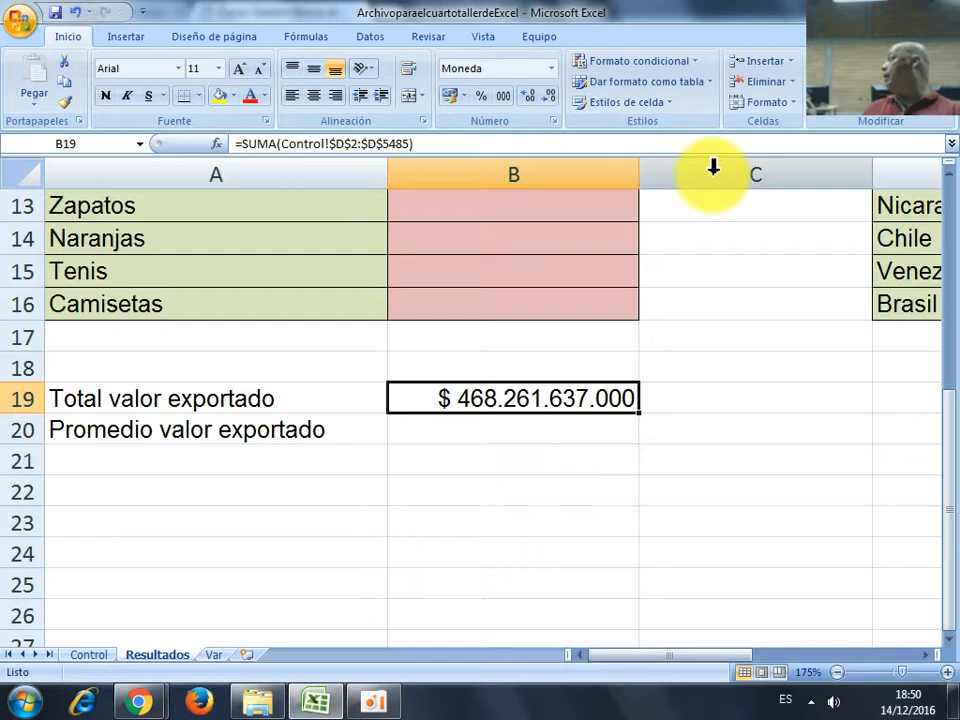 ArchivoparaelcuartotallerdeExcel - Microsoft Excel
Inicio Insertar Diseño de página Fórmulas Datos Revisar Vista Equipo
Pegar
Arial 11
N K S
Moneda
% 000
Formato condicional
Dar formato como tabla
Estilos de celda
Insertar
Eliminar
Formato
Portapapeles Fuente Alineación Número Estilos Celdas Modificar
B19 fx =SUMA(Control!$D$2:$D$5485)
A B C
13 Zapatos Nicara
14 Naranjas Chile
15 Tenis Venez
16 Camisetas Brasil
17
18
19 Total valor exportado $ 468.261.637.000
20 Promedio valor exportado
21
22
23
24
25
26
27
Control Resultados Var
Listo 175%
ES 18:50
14/12/2016